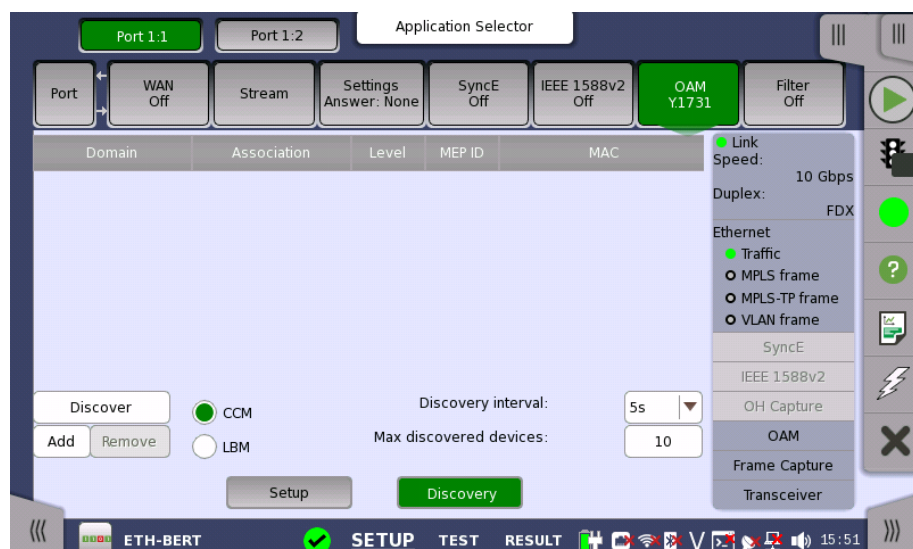 Application Selector
Port 1:1
Port 1:2
Port
WAN
Off
Stream
Settings
Answer: None
SyncE
Off
IEEE 1588v2
Off
OAM
Y.1731
Filter
Off
Domain
Association
Level
MEP ID
MAC
Link
Speed:
10 Gbps
Duplex:
FDX
Ethernet
Traffic
MPLS frame
MPLS-TP frame
VLAN frame
SyncE
IEEE 1588v2
OH Capture
OAM
Frame Capture
Transceiver
Discover
CCM
Discovery interval:
5s
Add
Remove
LBM
Max discovered devices:
10
Setup
Discovery
ETH-BERT
SETUP
TEST
RESULT
V
15:51